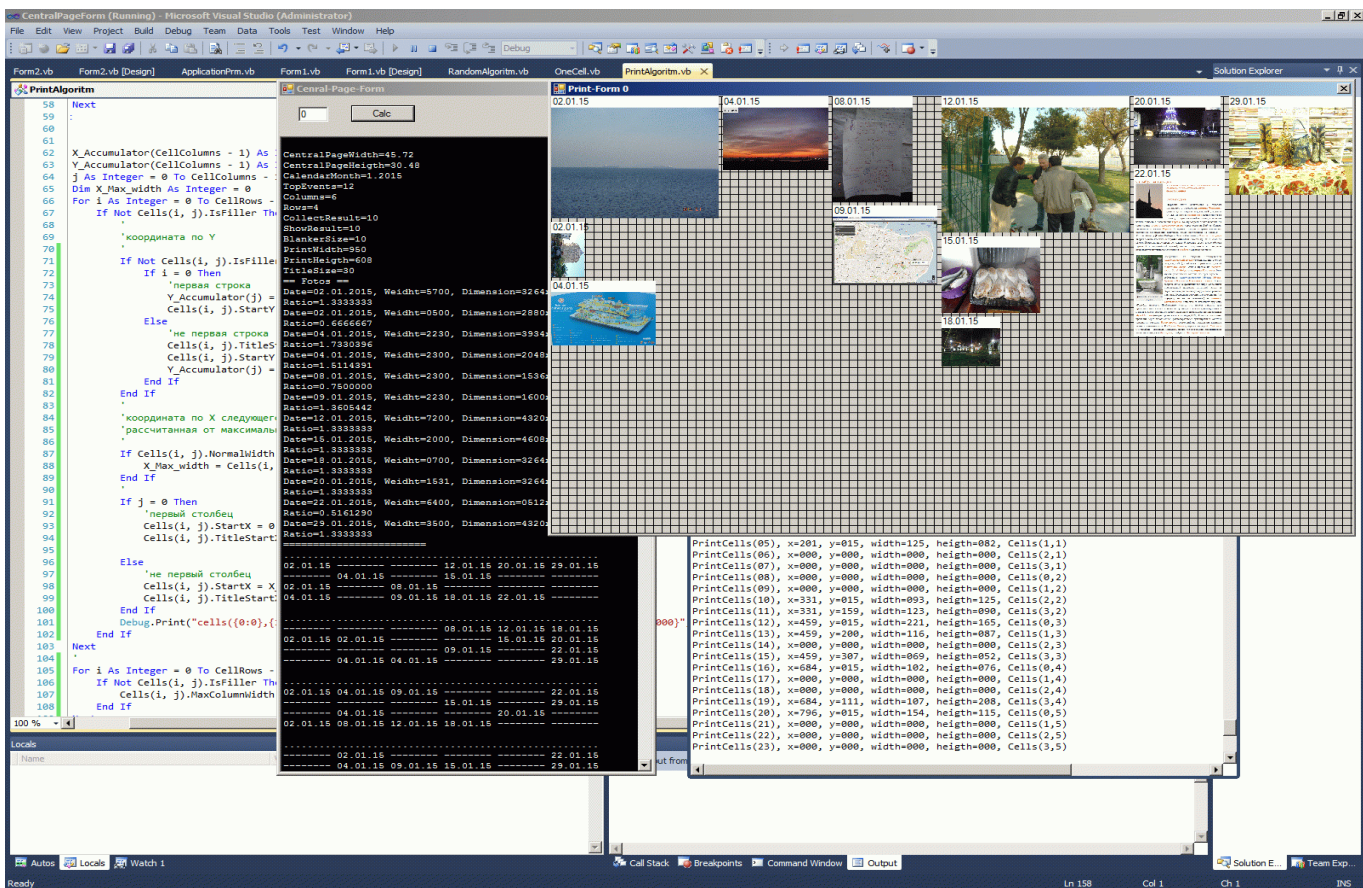 CentralPageForm (Running) - Microsoft Visual Studio (Administrator)
File Edit View Project Build Debug Team Data Tools Test Window Help
Debug
Form2.vb Form2.vb [Design] ApplicationPrm.vb Form1.vb Form1.vb [Design] RandomAlgoritm.vb OneCell.vb PrintAlgoritm.vb
Solution Explorer
PrintAlgoritm
58 Next
59 :
60
61
62 X_Accumulator(CellColumns - 1) As
63 Y_Accumulator(CellColumns - 1) As
64 j As Integer = 0 To CellColumns -
65 Dim X_Max_width As Integer = 0
66 For i As Integer = 0 To CellRows -
67 If Not Cells(i, j).IsFiller The
68 '
69 'координата по Y
70 '
71 If Not Cells(i, j).IsFiller
72 If i = 0 Then
73 'первая строка
74 Y_Accumulator(j) =
75 Cells(i, j).StartY
76 Else
77 'не первая строка
78 Cells(i, j).TitleSt
79 Cells(i, j).StartY
80 Y_Accumulator(j) =
81 End If
82 End If
83 '
84 'координата по X следующего
85 'рассчитанная от максималь
86 '
87 If Cells(i, j).NormalWidth
88 X_Max_width = Cells(i,
89 End If
90 '
91 If j = 0 Then
92 'первый столбец
93 Cells(i, j).StartX = 0
94 Cells(i, j).TitleStart
95
96 Else
97 'не первый столбец
98 Cells(i, j).StartX = X
99 Cells(i, j).TitleStart
100 End If
101 Debug.Print("cells({0:0},{
102 End If
103 Next
104 '
105 For i As Integer = 0 To CellRows -
106 If Not Cells(i, j).IsFiller The
107 Cells(i, j).MaxColumnWidth
108 End If
100 %
Cenral-Page-Form
0 Calc
CentralPageWidth=45.72
CentralPageHeigth=30.48
CalendarMonth=1.2015
TopEvents=12
Columns=6
Rows=4
CollectResult=10
ShowResult=10
BlankerSize=10
PrintWidth=950
PrintHeigth=608
TitleSize=30
== Fotos ==
Date=02.01.2015, Weidht=5700, Dimension=3264
Ratio=1.3333333
Date=02.01.2015, Weidht=0500, Dimension=2880
Ratio=0.6666667
Date=04.01.2015, Weidht=2230, Dimension=3934
Ratio=1.7330396
Date=04.01.2015, Weidht=2300, Dimension=2048
Ratio=1.5114391
Date=08.01.2015, Weidht=2300, Dimension=1536
Ratio=0.7500000
Date=09.01.2015, Weidht=2230, Dimension=1600
Ratio=1.3605442
Date=12.01.2015, Weidht=7200, Dimension=4320
Ratio=1.3333333
Date=15.01.2015, Weidht=2000, Dimension=4608
Ratio=1.3333333
Date=18.01.2015, Weidht=0700, Dimension=3264
Ratio=1.3333333
Date=20.01.2015, Weidht=1531, Dimension=3264
Ratio=1.3333333
Date=22.01.2015, Weidht=6400, Dimension=0512
Ratio=0.5161290
Date=29.01.2015, Weidht=3500, Dimension=4320
Ratio=1.3333333
========================
02.01.15 -------- -------- 12.01.15 20.01.15 29.01.15
-------- 04.01.15 -------- 15.01.15 -------- --------
02.01.15 -------- 08.01.15 -------- -------- --------
04.01.15 -------- 09.01.15 18.01.15 22.01.15 --------
-------- -------- -------- 08.01.15 12.01.15 18.01.15
02.01.15 02.01.15 -------- -------- 15.01.15 20.01.15
-------- -------- -------- 09.01.15 -------- 22.01.15
-------- 04.01.15 04.01.15 -------- -------- 29.01.15
02.01.15 04.01.15 09.01.15 -------- -------- 22.01.15
-------- -------- -------- 15.01.15 -------- 29.01.15
-------- 04.01.15 -------- -------- 20.01.15 --------
02.01.15 08.01.15 12.01.15 18.01.15 -------- --------
-------- 02.01.15 -------- -------- -------- 22.01.15
-------- 04.01.15 09.01.15 15.01.15 -------- 29.01.15
Print-Form 0
02.01.15 04.01.15 08.01.15 12.01.15 20.01.15 29.01.15
22.01.15
09.01.15
02.01.15
15.01.15
04.01.15
18.01.15
PrintCells(05), x=201, y=015, width=125, heigth=082, Cells(1,1)
PrintCells(06), x=000, y=000, width=000, heigth=000, Cells(2,1)
PrintCells(07), x=000, y=000, width=000, heigth=000, Cells(3,1)
PrintCells(08), x=000, y=000, width=000, heigth=000, Cells(0,2)
PrintCells(09), x=000, y=000, width=000, heigth=000, Cells(1,2)
PrintCells(10), x=331, y=015, width=093, heigth=125, Cells(2,2)
PrintCells(11), x=331, y=159, width=123, heigth=090, Cells(3,2)
PrintCells(12), x=459, y=015, width=221, heigth=165, Cells(0,3)
PrintCells(13), x=459, y=200, width=116, heigth=087, Cells(1,3)
PrintCells(14), x=000, y=000, width=000, heigth=000, Cells(2,3)
PrintCells(15), x=459, y=307, width=069, heigth=052, Cells(3,3)
PrintCells(16), x=684, y=015, width=102, heigth=076, Cells(0,4)
PrintCells(17), x=000, y=000, width=000, heigth=000, Cells(1,4)
PrintCells(18), x=000, y=000, width=000, heigth=000, Cells(2,4)
PrintCells(19), x=684, y=111, width=107, heigth=208, Cells(3,4)
PrintCells(20), x=796, y=015, width=154, heigth=115, Cells(0,5)
PrintCells(21), x=000, y=000, width=000, heigth=000, Cells(1,5)
PrintCells(22), x=000, y=000, width=000, heigth=000, Cells(2,5)
PrintCells(23), x=000, y=000, width=000, heigth=000, Cells(3,5)
000}"
ut from
Locals
Name
Autos Locals Watch 1
Call Stack Breakpoints Command Window Output
Solution E... Team Exp...
Ready Ln 158 Col 1 Ch 1 INS